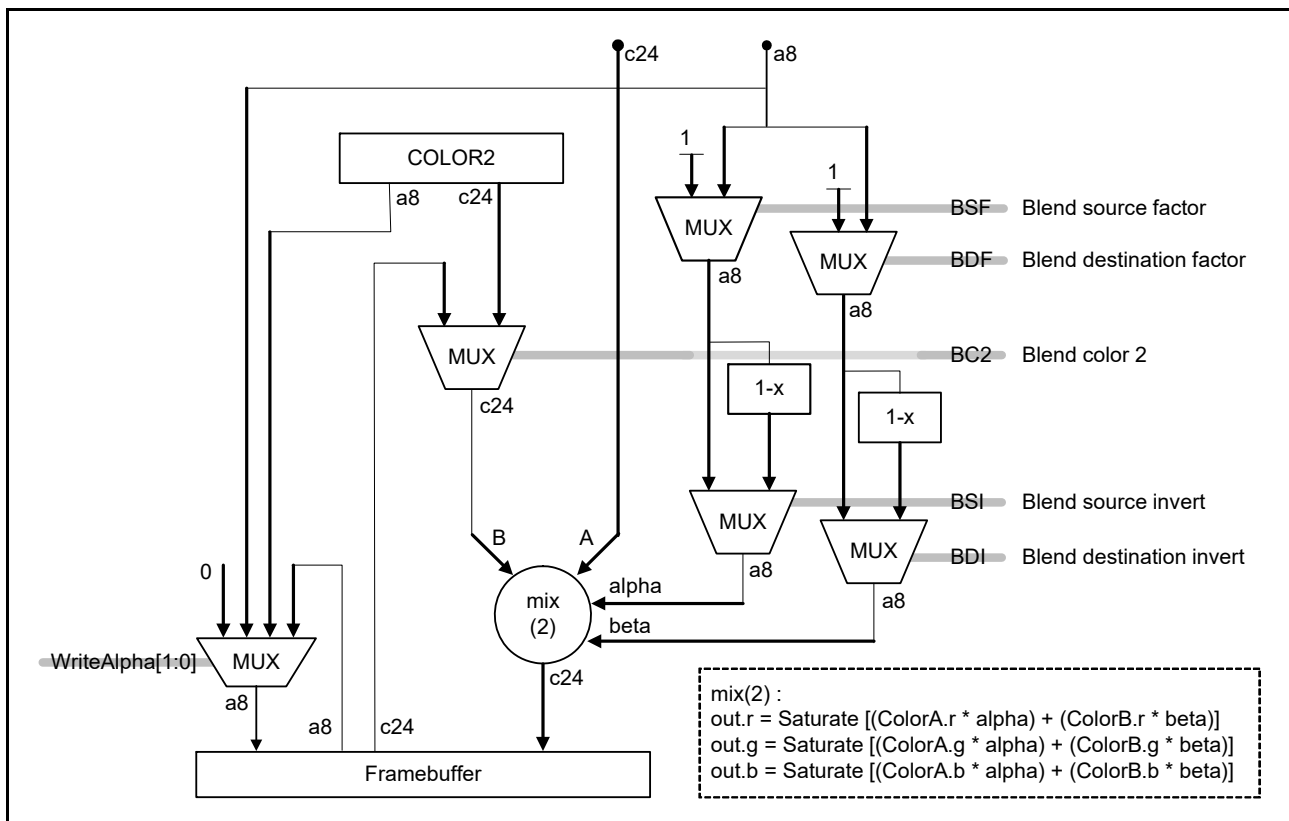 c24
a8
1
COLOR2
1
a8
c24
BSF Blend source factor
MUX
MUX
BDF Blend destination factor
a8
a8
MUX
BC2 Blend color 2
1-x
c24
1-x
BSI Blend source invert
MUX
B
A
MUX
BDI Blend destination invert
0
a8
alpha
mix
(2)
a8
beta
WriteAlpha[1:0]
MUX
c24
a8
a8
c24
mix(2) :
out.r = Saturate [(ColorA.r * alpha) + (ColorB.r * beta)]
out.g = Saturate [(ColorA.g * alpha) + (ColorB.g * beta)]
out.b = Saturate [(ColorA.b * alpha) + (ColorB.b * beta)]
Framebuffer